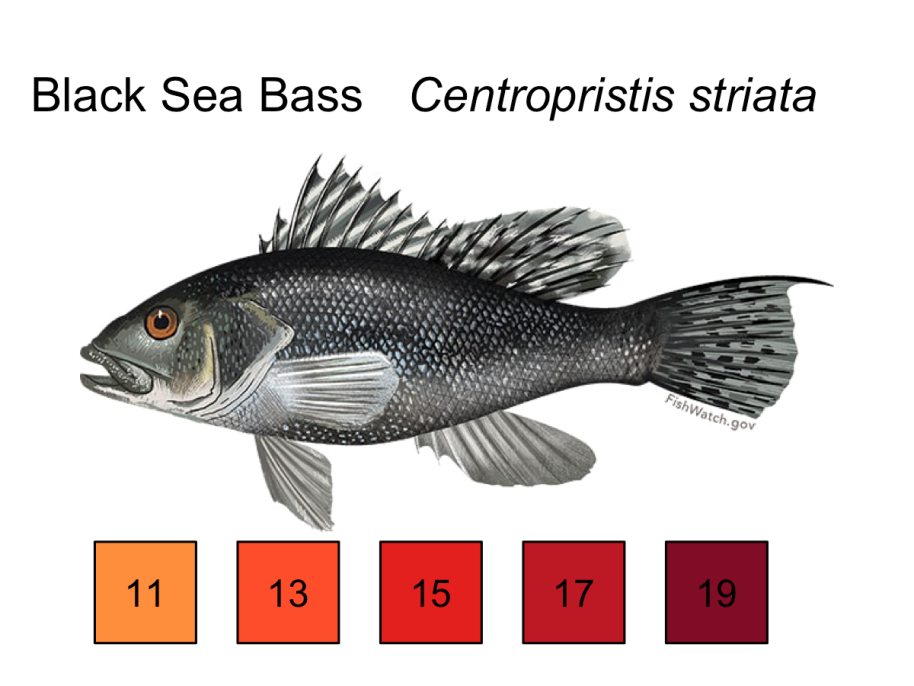 Black Sea Bass Centropristis striata
FishWatch.gov
11 13 15 17 19